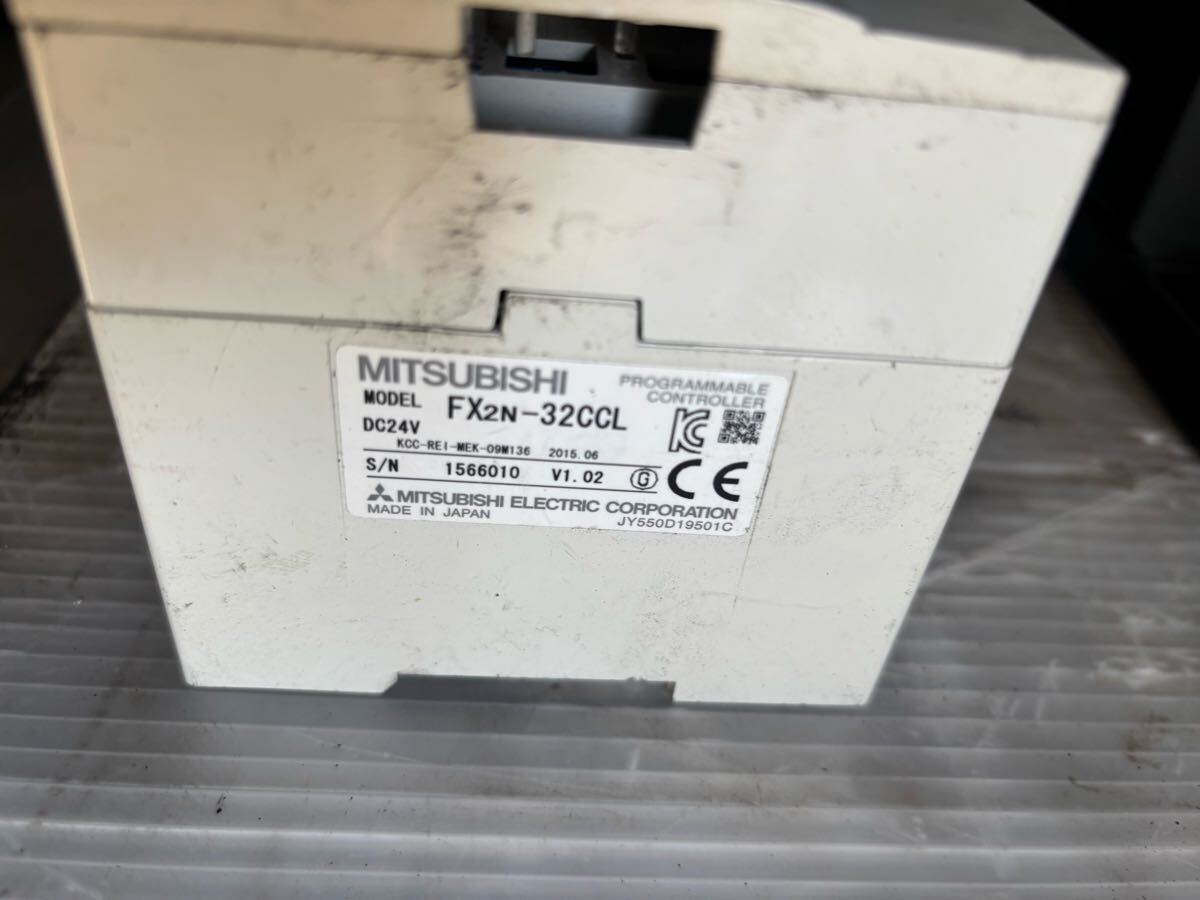 MITSUBISHI
PROGRAMMABLE
CONTROLLER
MODEL FX2N-32CCL
DC24V
KCC-REI-MEK-09M136 2015.06
S/N 1566010 V1.02 G
CE
MITSUBISHI ELECTRIC CORPORATION
MADE IN JAPAN JY550D19501C